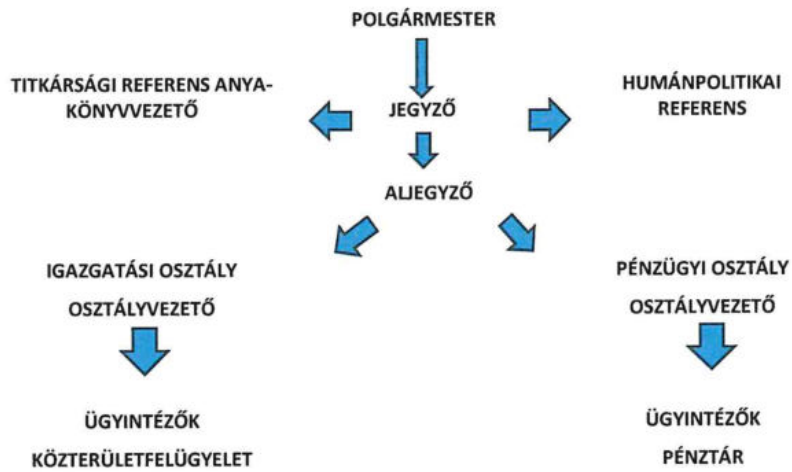 POLGÁRMESTER
TITKÁRSÁGI REFERENS ANYA-
KÖNYVVEZETŐ
JEGYZŐ
HUMÁNPOLITIKAI
REFERENS
ALJEGYZŐ
IGAZGATÁSI OSZTÁLY
OSZTÁLYVEZETŐ
PÉNZÜGYI OSZTÁLY
OSZTÁLYVEZETŐ
ÜGYINTÉZŐK
KÖZTERÜLETFELÜGYELET
ÜGYINTÉZŐK
PÉNZTÁR